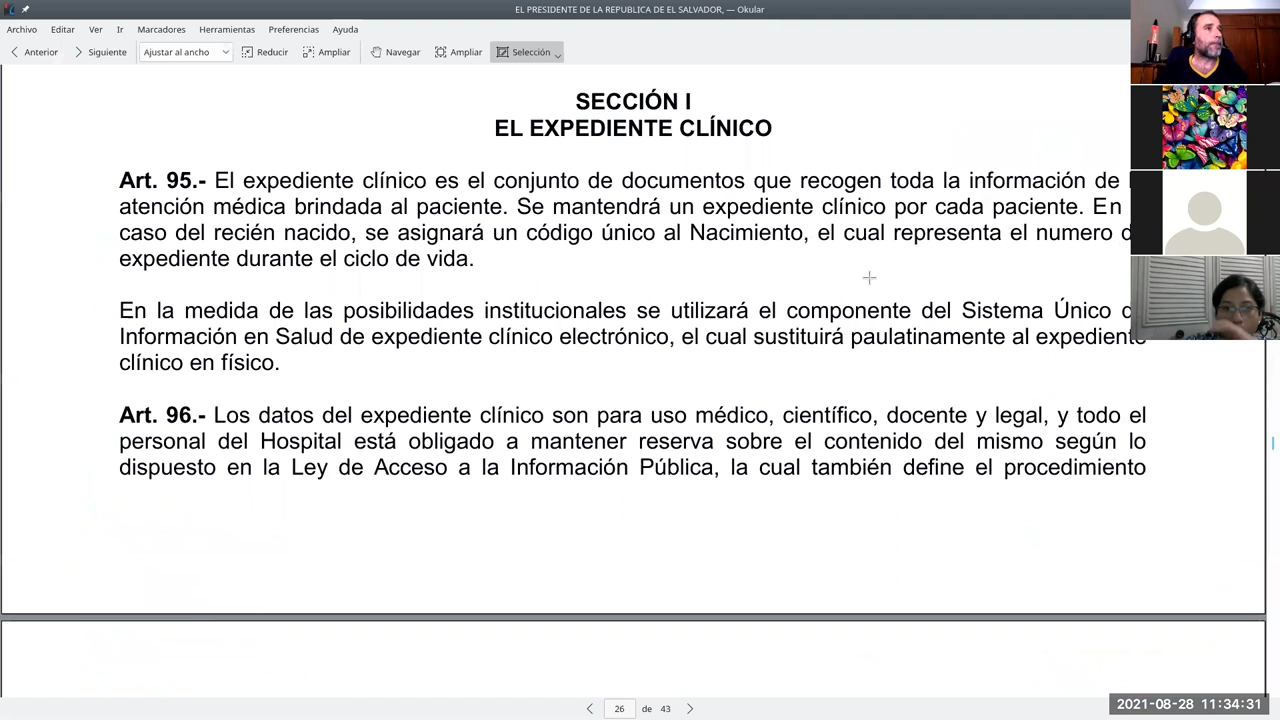 EL PRESIDENTE DE LA REPUBLICA DE EL SALVADOR, — Okular
Archivo Editar Ver Ir Marcadores Herramientas Preferencias Ayuda
Anterior Siguiente Ajustar al ancho Reducir Ampliar Navegar Ampliar Selección
SECCIÓN I
EL EXPEDIENTE CLÍNICO
Art. 95.- El expediente clínico es el conjunto de documentos que recogen toda la información de
atención médica brindada al paciente. Se mantendrá un expediente clínico por cada paciente. En
caso del recién nacido, se asignará un código único al Nacimiento, el cual representa el numero
expediente durante el ciclo de vida.
En la medida de las posibilidades institucionales se utilizará el componente del Sistema Único
Información en Salud de expediente clínico electrónico, el cual sustituirá paulatinamente al expediente
clínico en físico.
Art. 96.- Los datos del expediente clínico son para uso médico, científico, docente y legal, y todo el
personal del Hospital está obligado a mantener reserva sobre el contenido del mismo según lo
dispuesto en la Ley de Acceso a la Información Pública, la cual también define el procedimiento
26 de 43
2021-08-28 11:34:31